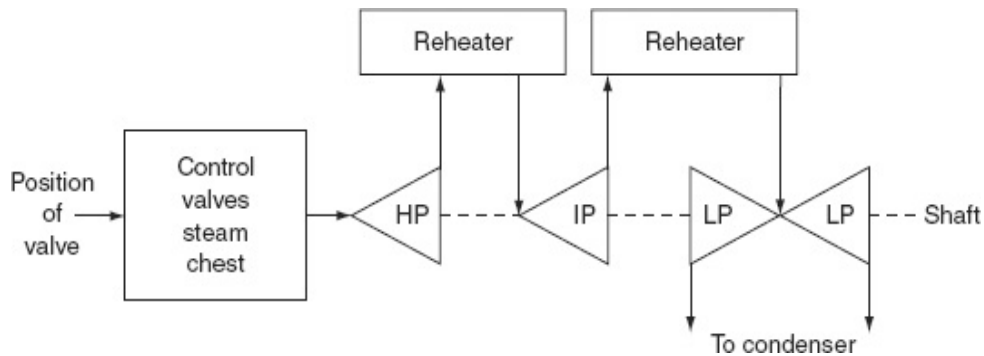 Reheater
Reheater
Position
of
valve
Control
valves
steam
chest
HP
IP
LP
LP
Shaft
To condenser